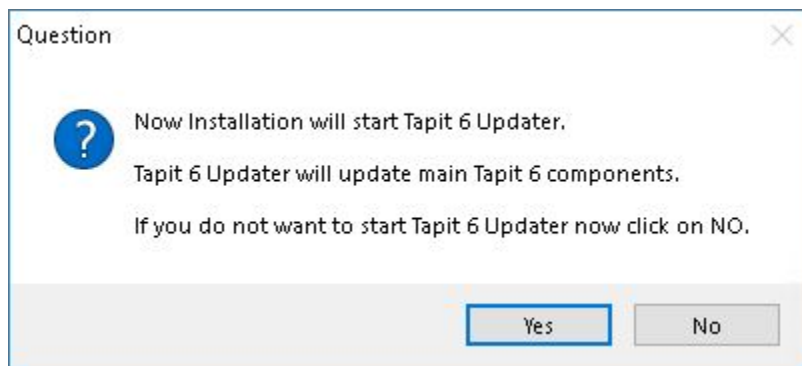 Question
Now Installation will start Tapit 6 Updater.
Tapit 6 Updater will update main Tapit 6 components.
If you do not want to start Tapit 6 Updater now click on NO.
Yes
No